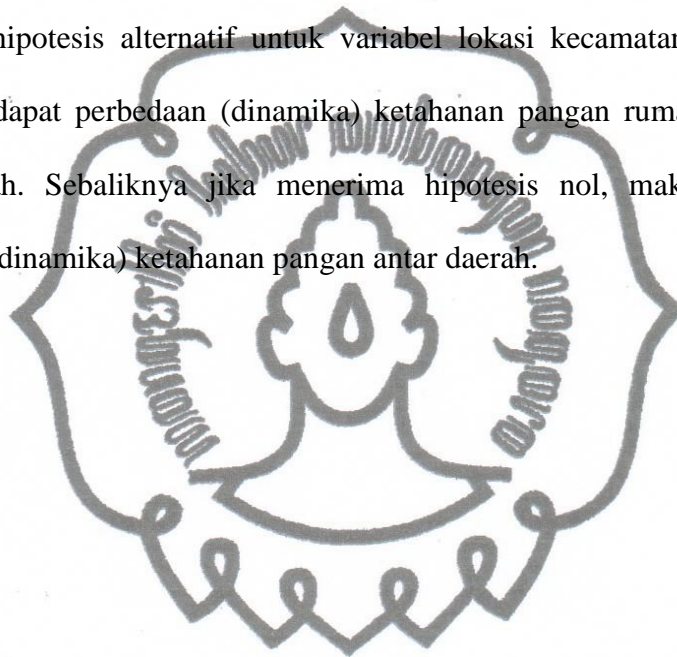 hipotesis alternatif untuk variabel lokasi kecamatan
dapat perbedaan (dinamika) ketahanan pangan ruma
ah. Sebaliknya jika menerima hipotesis nol, mak
dinamika) ketahanan pangan antar daerah.